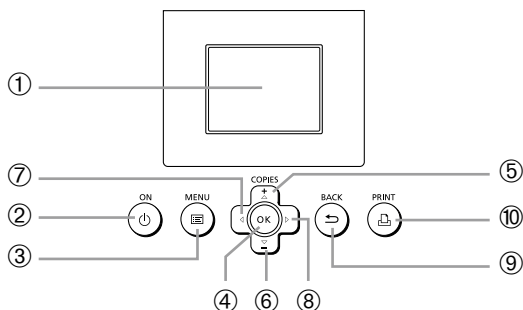 ①
⑦
COPIES
+
⑤
ON
MENU
BACK
PRINT
②
OK
⑩
③
−
⑨
④
⑥
⑧